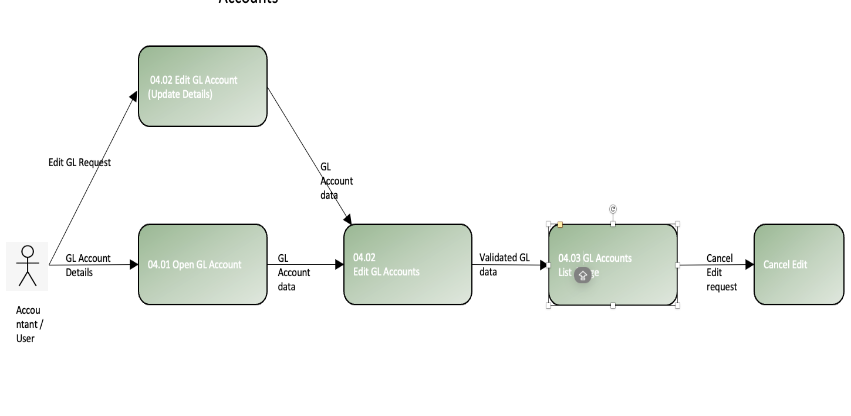 Accounts
04.02 Edit GL Account
(Update Details)
Edit GL Request
GL
Account
data
GL Account
Details
04.01 Open GL Account
GL
Account
data
04.02
Edit GL Accounts
Validated GL
data
04.03 GL Accounts
List
Cancel
Edit
request
Cancel Edit
Accou
ntant /
User